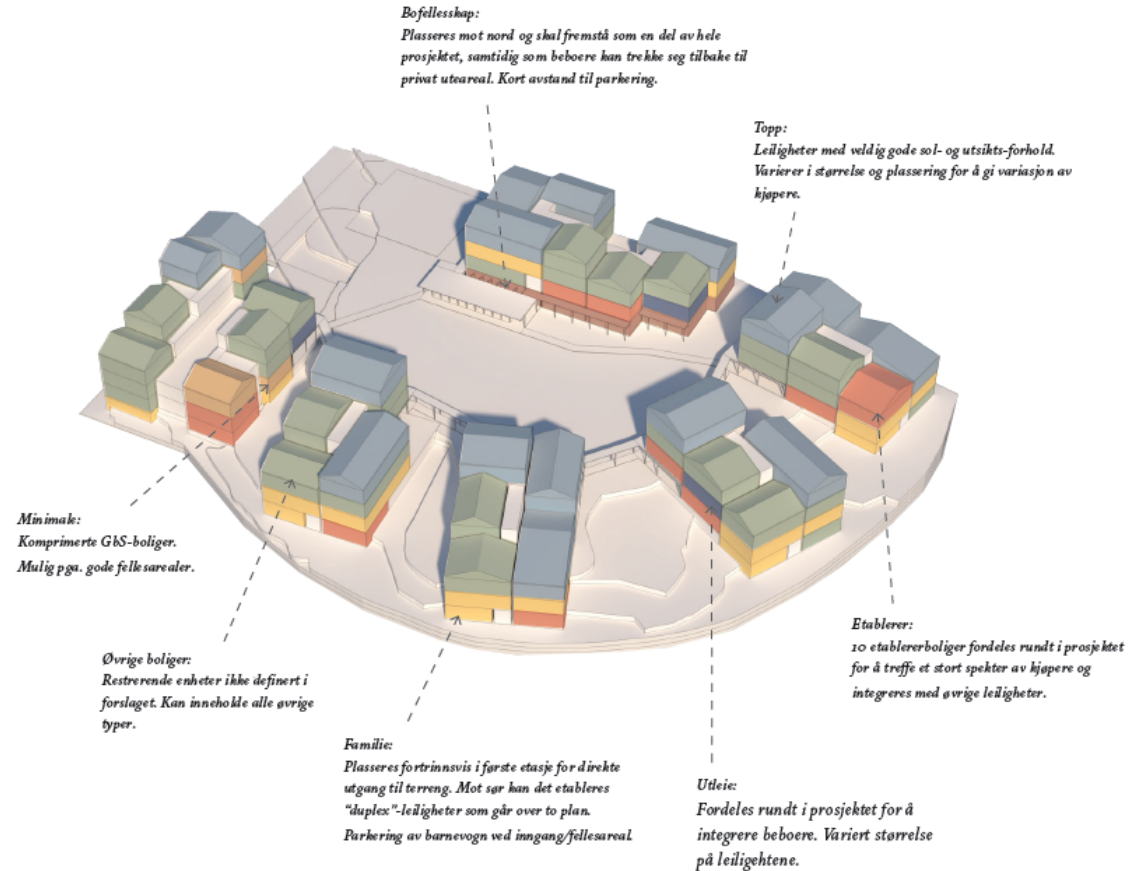 Bofellesskap:
Plasseres mot nord og skal fremstå som en del av hele
prosjektet, samtidig som beboere kan trekke seg tilbake til
privat uteareal. Kort avstand til parkering.
Topp:
Leiligheter med veldig gode sol- og utsikts-forhold.
Varierer i størrelse og plassering for å gi variasjon av
kjøpere.
Minimalt:
Komprimerte GbS-boliger.
Mulig pga. gode fellesarealer.
Øvrige boliger:
Restrerende enheter ikke definert i
forslaget. Kan inneholde alle øvrige
typer.
Familie:
Plasseres fortrinnsvis i første etasje for direkte
utgang til terreng. Mot sør kan det etableres
"duplex"-leiligheter som går over to plan.
Parkering av barnevogn ved inngang/fellesareal.
Utleie:
Fordeles rundt i prosjektet for å
integrere beboere. Variert størrelse
på leiligehtene.
Etablerer:
10 etablererboliger fordeles rundt i prosjektet
for å treffe et stort spekter av kjøpere og
integreres med øvrige leiligheter.